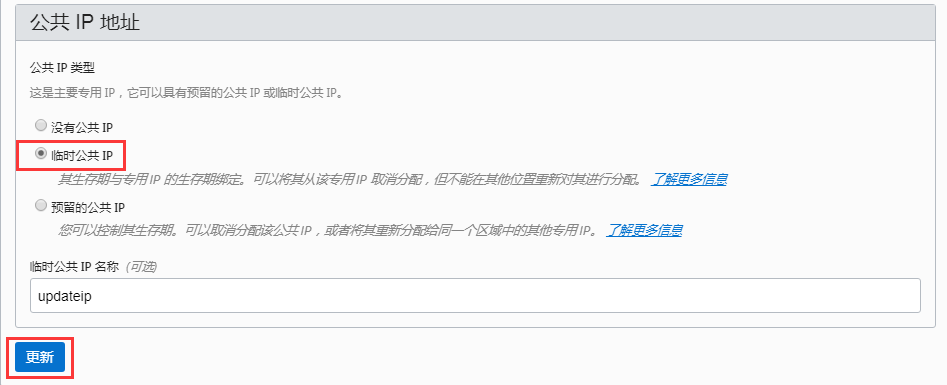 公共 IP 地址
公共 IP 类型
这是主要专用 IP，它可以具有预留的公共 IP 或临时公共 IP。
没有公共 IP
临时公共 IP
其生存期与专用 IP 的生存期绑定。可以将其从该专用 IP 取消分配，但不能在其他位置重新对其进行分配。 了解更多信息
预留的公共 IP
您可以控制其生存期。可以取消分配该公共 IP，或者将其重新分配给同一个区域中的其他专用 IP。 了解更多信息
临时公共 IP 名称 (可选)
updateip
更新